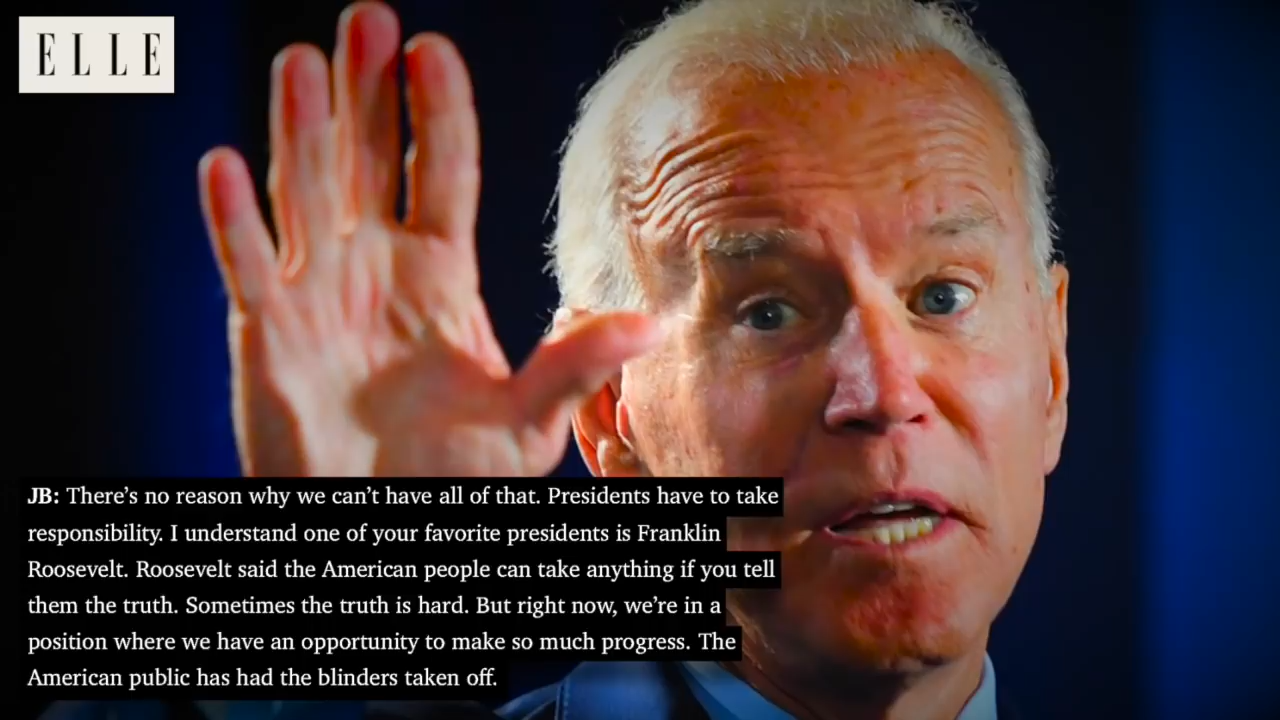 ELLE
JB: There’s no reason why we can’t have all of that. Presidents have to take
responsibility. I understand one of your favorite presidents is Franklin
Roosevelt. Roosevelt said the American people can take anything if you tell
them the truth. Sometimes the truth is hard. But right now, we’re in a
position where we have an opportunity to make so much progress. The
American public has had the blinders taken off.